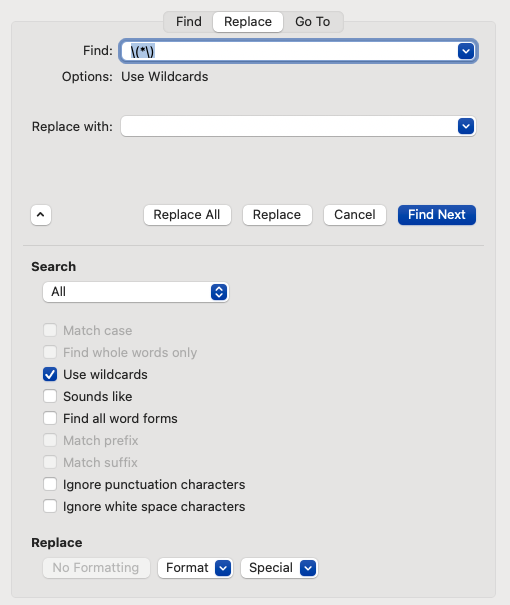 Find Replace Go To
Find: \(*\)
Options: Use Wildcards
Replace with:
Replace All Replace Cancel Find Next
Search
All
Match case
Find whole words only
Use wildcards
Sounds like
Find all word forms
Match prefix
Match suffix
Ignore punctuation characters
Ignore white space characters
Replace
No Formatting Format Special